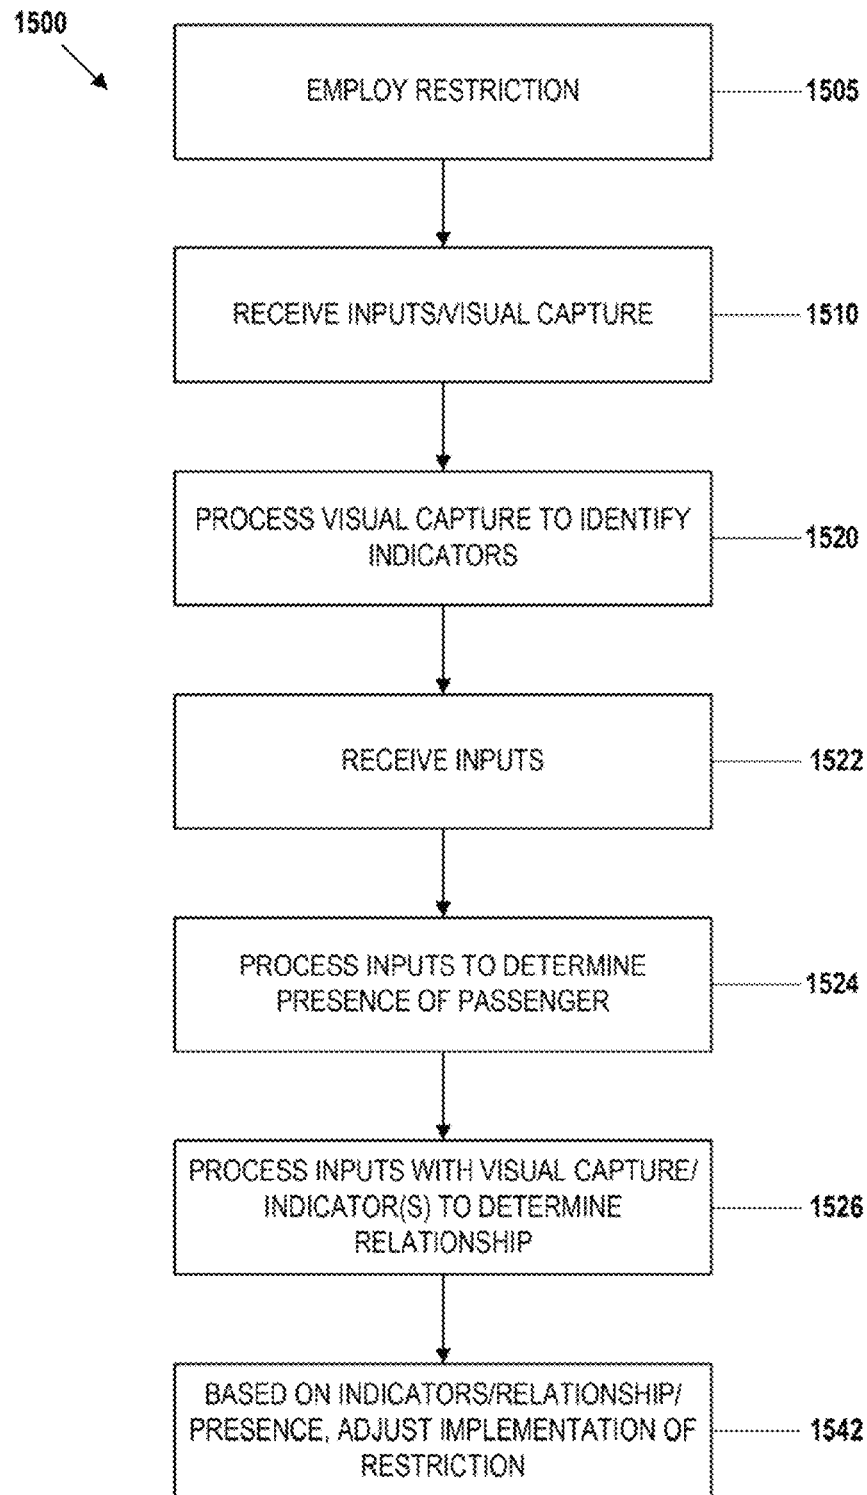 1500
EMPLOY RESTRICTION
1505
RECEIVE INPUTS/VISUAL CAPTURE
1510
PROCESS VISUAL CAPTURE TO IDENTIFY
INDICATORS
1520
RECEIVE INPUTS
1522
PROCESS INPUTS TO DETERMINE
PRESENCE OF PASSENGER
1524
PROCESS INPUTS WITH VISUAL CAPTURE/
INDICATOR(S) TO DETERMINE
RELATIONSHIP
1526
BASED ON INDICATORS/RELATIONSHIP/
PRESENCE, ADJUST IMPLEMENTATION OF
RESTRICTION
1542